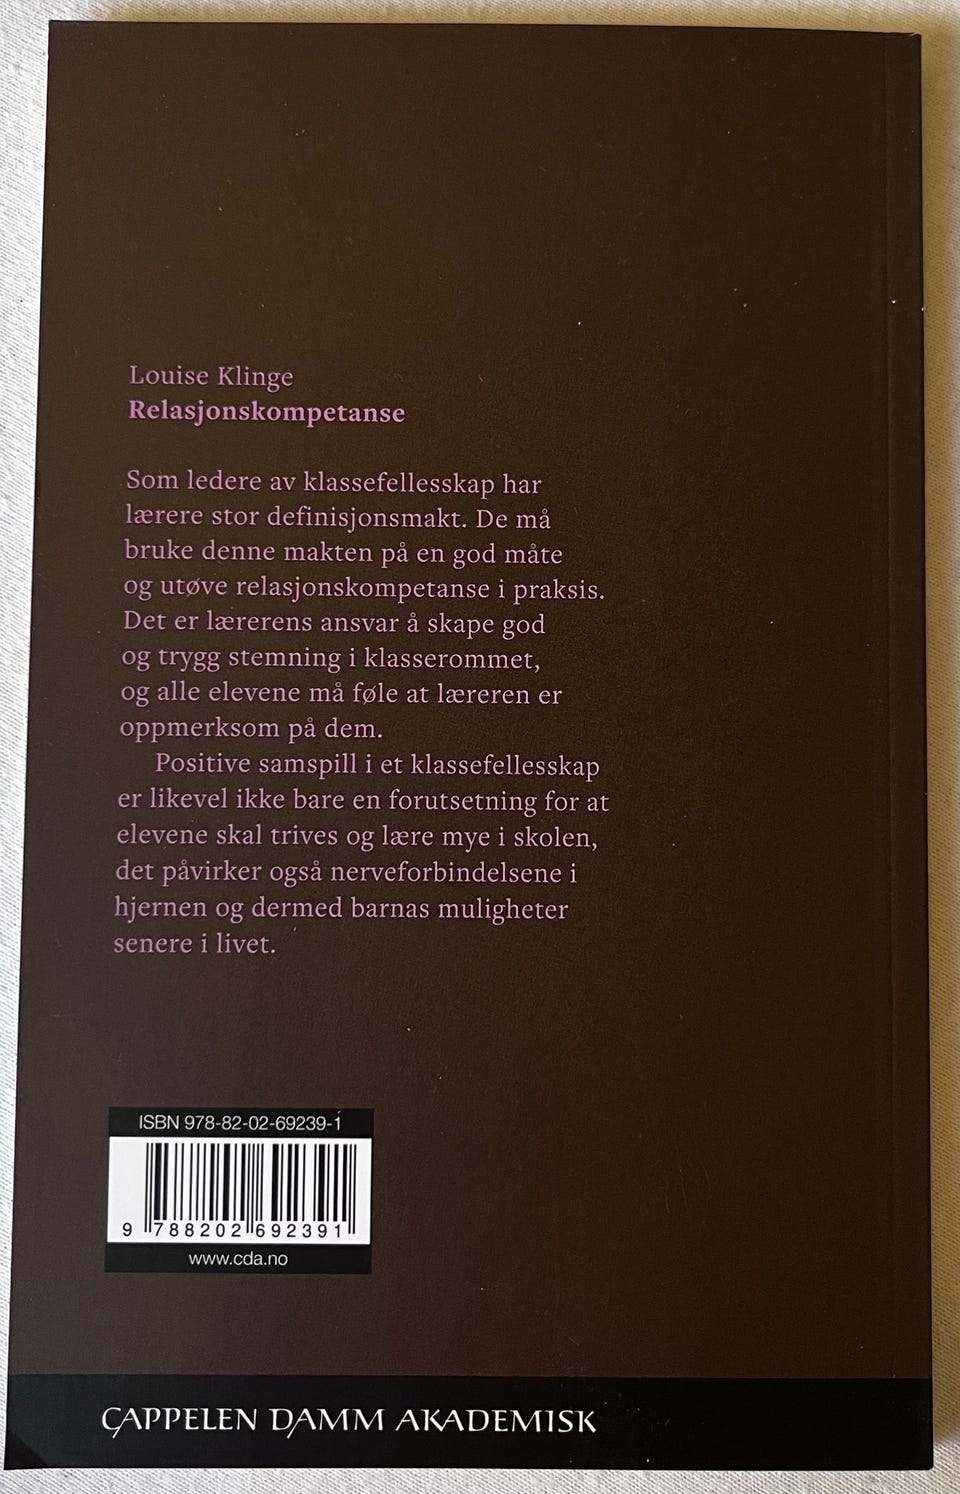 Louise Klinge
Relasjonskompetanse
Som ledere av klassefellesskap har
lærere stor definisjonsmakt. De må
bruke denne makten på en god måte
og utøve relasjonskompetanse i praksis.
Det er lærerens ansvar å skape god
og trygg stemning i klasserommet,
og alle elevene må føle at læreren er
oppmerksom på dem.
Positive samspill i et klassefellesskap
er likevel ikke bare en forutsetning for at
elevene skal trives og lære mye i skolen,
det påvirker også nerveforbindelsene i
hjernen og dermed barnas muligheter
senere i livet.
ISBN 978-82-02-69239-1
9 788202 692391
www.cda.no
CAPPELEN DAMM AKADEMISK